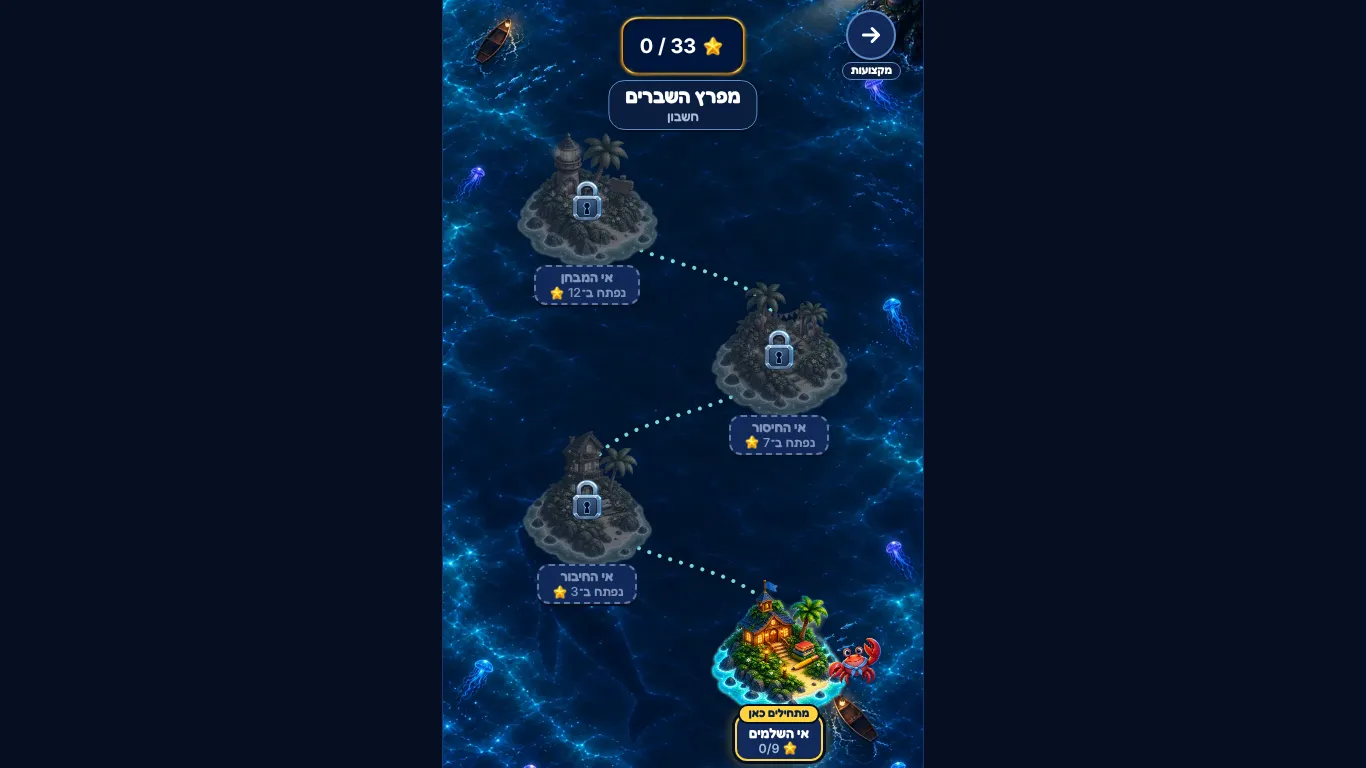 0 / 33
מקצועות
מפרץ השברים
חשבון
אי המבחן
נפתח ב־12
אי החיסור
נפתח ב־7
אי החיבור
נפתח ב־3
מתחילים כאן
אי השלמים
0/9